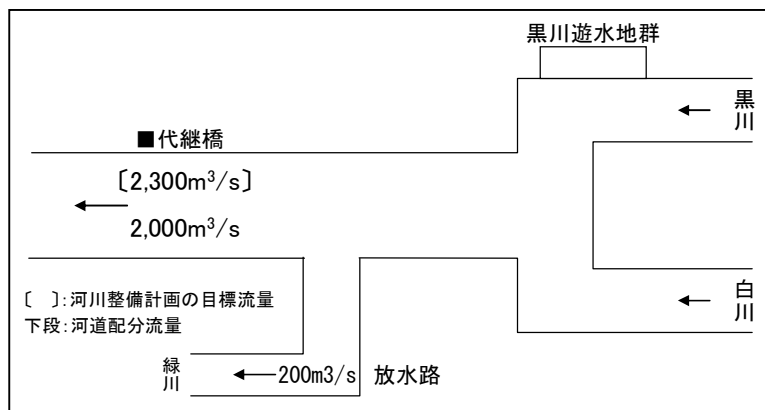 黒川遊水地群
黒川
■代継橋
〔2,300m³/s〕
2,000m³/s
〔 〕:河川整備計画の目標流量
下段:河道配分流量
白川
緑川
200m3/s 放水路